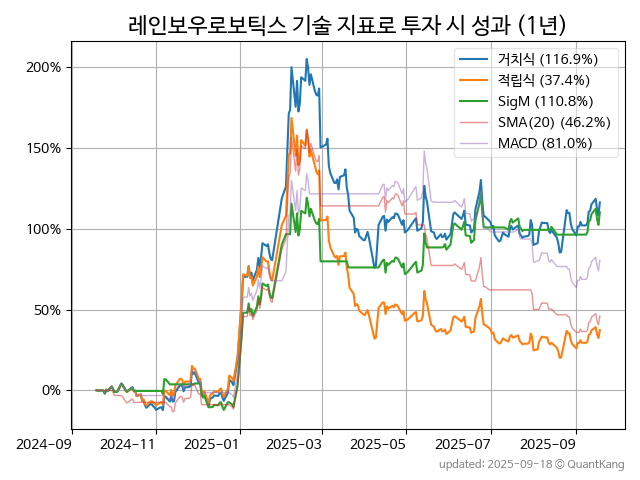 레인보우로보틱스 기술 지표로 투자 시 성과 (1년)
거치식 (116.9%)
적립식 (37.4%)
SigM (110.8%)
SMA(20) (46.2%)
MACD (81.0%)
200%
150%
100%
50%
0%
2024-09 2024-11 2025-01 2025-03 2025-05 2025-07 2025-09
updated: 2025-09-18 © QuantKang